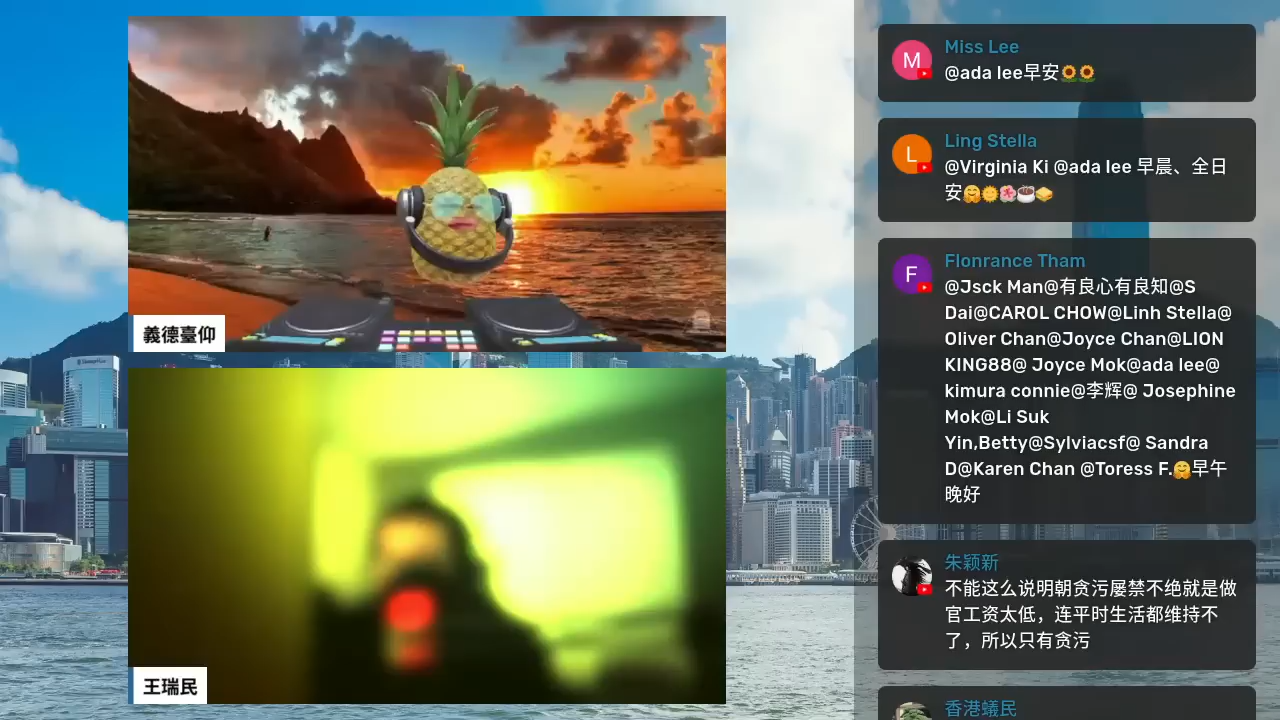 義德臺仰
王瑞民
Miss Lee
@ada lee早安🌻🌻
Ling Stella
@Virginia Ki @ada lee 早晨、全日
安🤗🌞🌺☕🧽
Flonrance Tham
@Jsck Man@有良心有良知@S
Dai@CAROL CHOW@Linh Stella@
Oliver Chan@Joyce Chan@LION
KING88@ Joyce Mok@ada lee@
kimura connie@李辉@ Josephine
Mok@Li Suk
Yin,Betty@Sylviacsf@ Sandra
D@Karen Chan @Toress F.🤗早午
晚好
朱颖新
不能这么说明朝贪污屡禁不绝就是做
官工资太低，连平时生活都维持不
了，所以只有贪污
香港蟻民
M
L
F